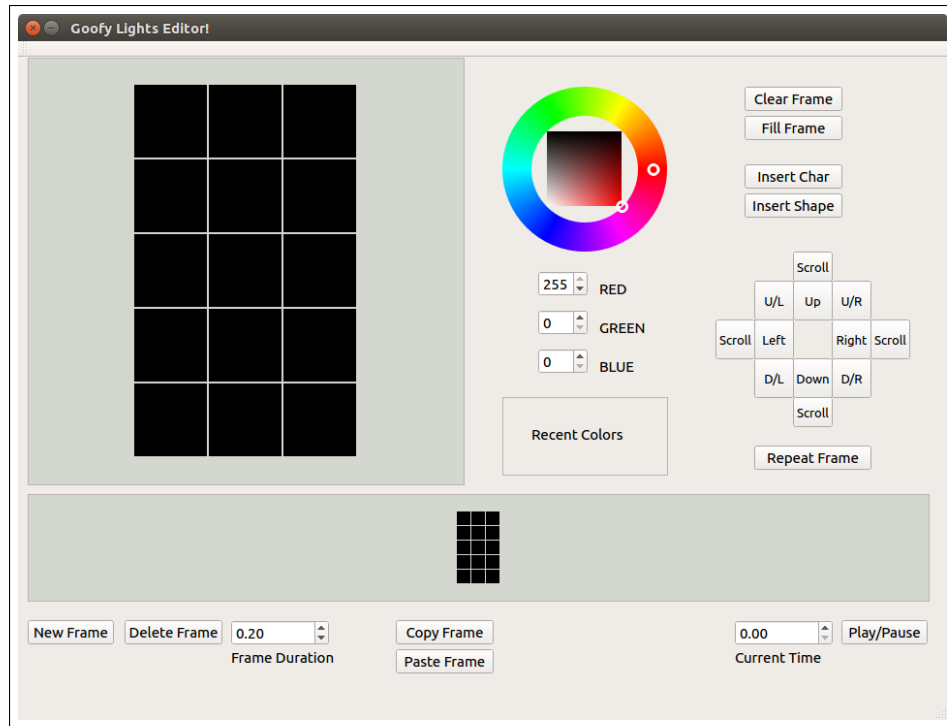 Goofy Lights Editor!
Clear Frame
Fill Frame
Insert Char
Insert Shape
255 RED
0 GREEN
0 BLUE
Recent Colors
Scroll
U/L Up U/R
Scroll Left Right Scroll
D/L Down D/R
Scroll
Repeat Frame
New Frame Delete Frame 0.20 Copy Frame 0.00 Play/Pause
Frame Duration Paste Frame Current Time